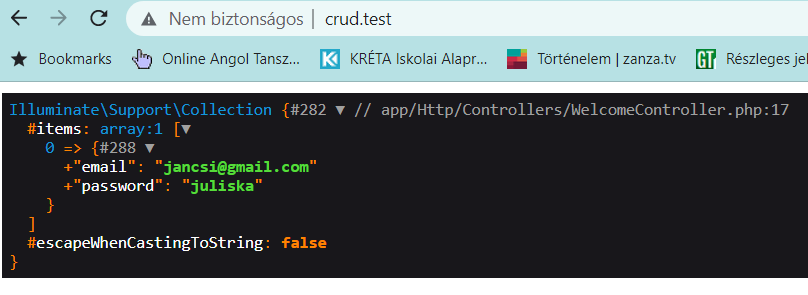 Nem biztonságos | crud.test
Bookmarks Online Angol Tansz... KRÉTA Iskolai Alapr... Történelem | zanza.tv GT Részleges jel
Illuminate\Support\Collection {#282 ▼ // app/Http/Controllers/WelcomeController.php:17
#items: array:1 [▼
0 => {#288 ▼
+"email": "jancsi@gmail.com"
+"password": "juliska"
}
]
#escapeWhenCastingToString: false
}